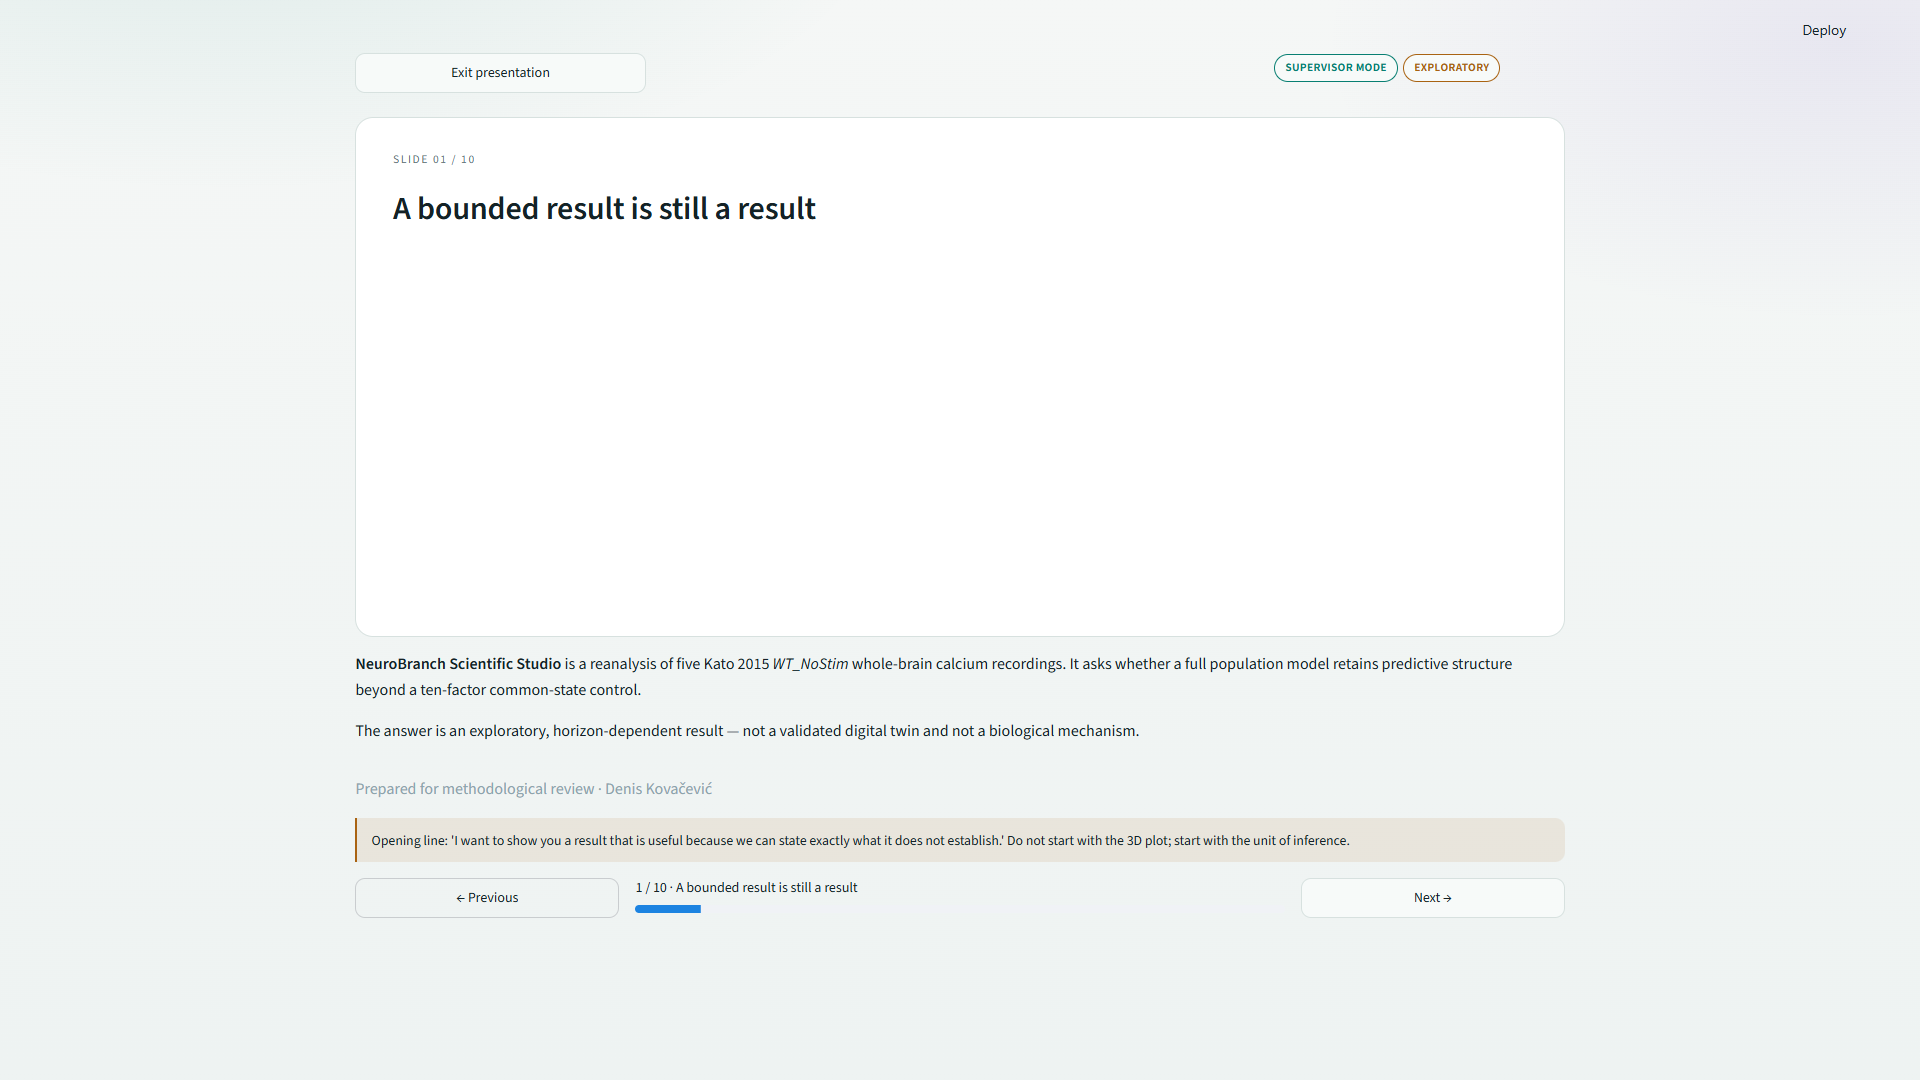 Deploy
Exit presentation
SUPERVISOR MODE
EXPLORATORY
SLIDE 01 / 10
A bounded result is still a result
NeuroBranch Scientific Studio is a reanalysis of five Kato 2015 WT_NoStim whole-brain calcium recordings. It asks whether a full population model retains predictive structure
beyond a ten-factor common-state control.
The answer is an exploratory, horizon-dependent result — not a validated digital twin and not a biological mechanism.
Prepared for methodological review · Denis Kovačević
Opening line: 'I want to show you a result that is useful because we can state exactly what it does not establish.' Do not start with the 3D plot; start with the unit of inference.
← Previous
1 / 10 · A bounded result is still a result
Next →